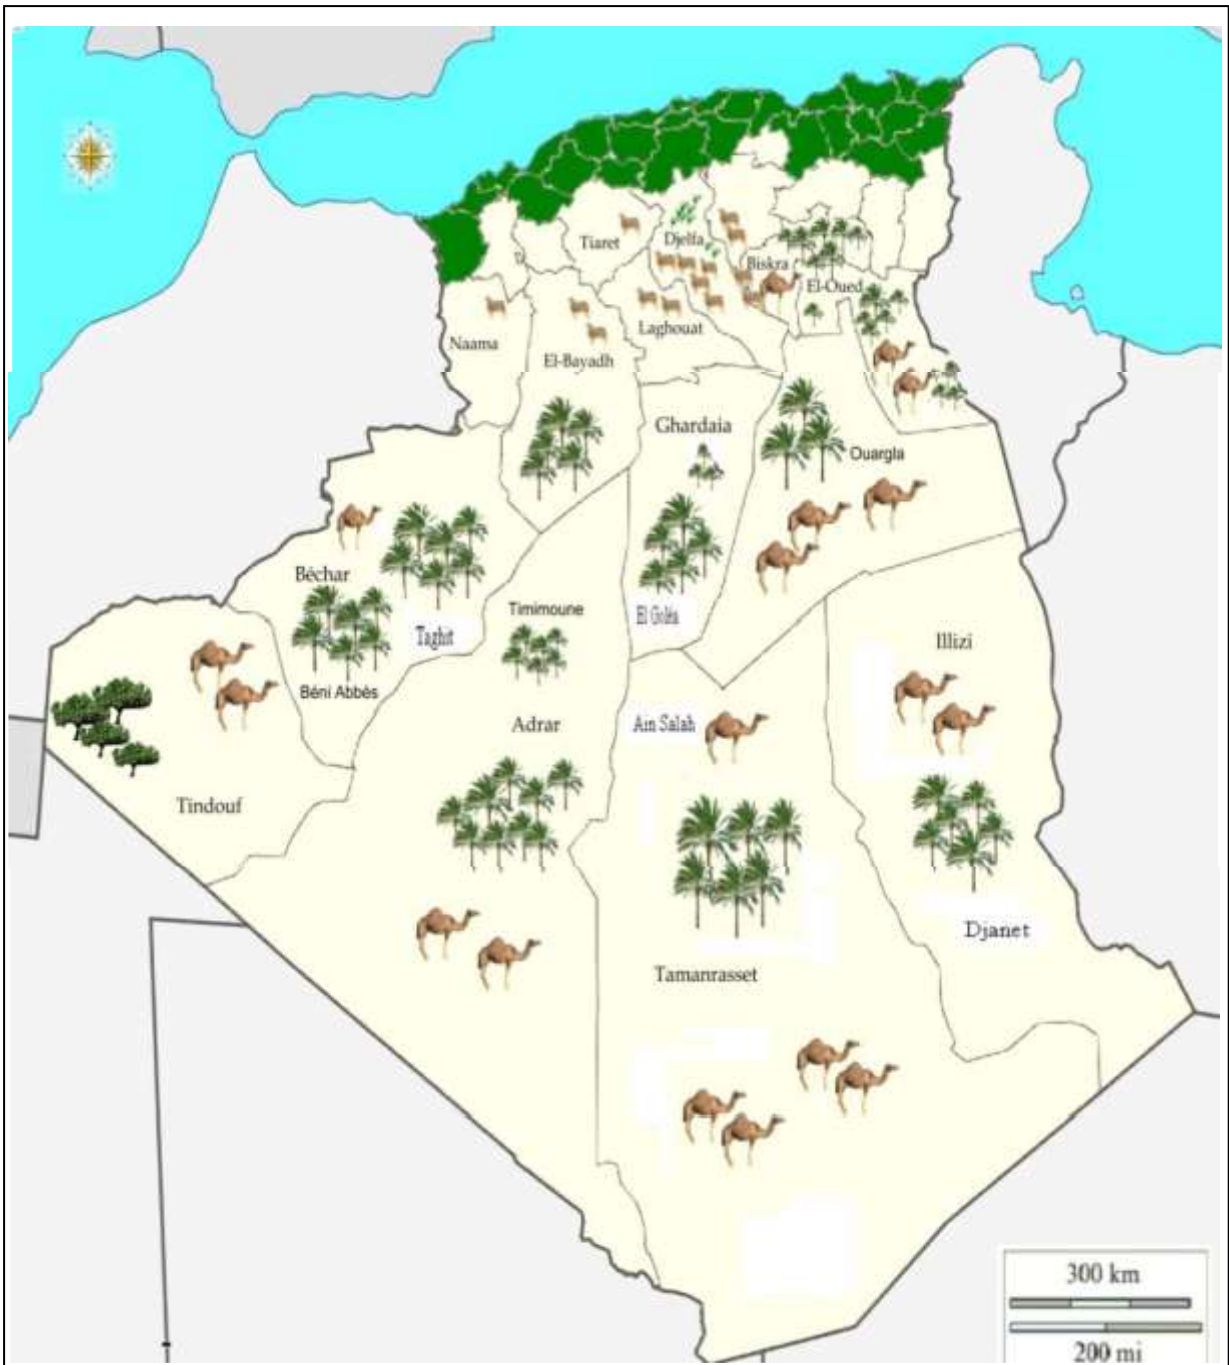 Tiaret
Djelfa
Biskra
El-Oued
Naama
El-Bayadh
Laghouat
Ghardaia
Ouargla
Béchar
Taghit
Timimoune
El Goléa
Illizi
Béni Abbès
Adrar
Ain Salah
Tindouf
Djanet
Tamanrasset
300 km
200 mi